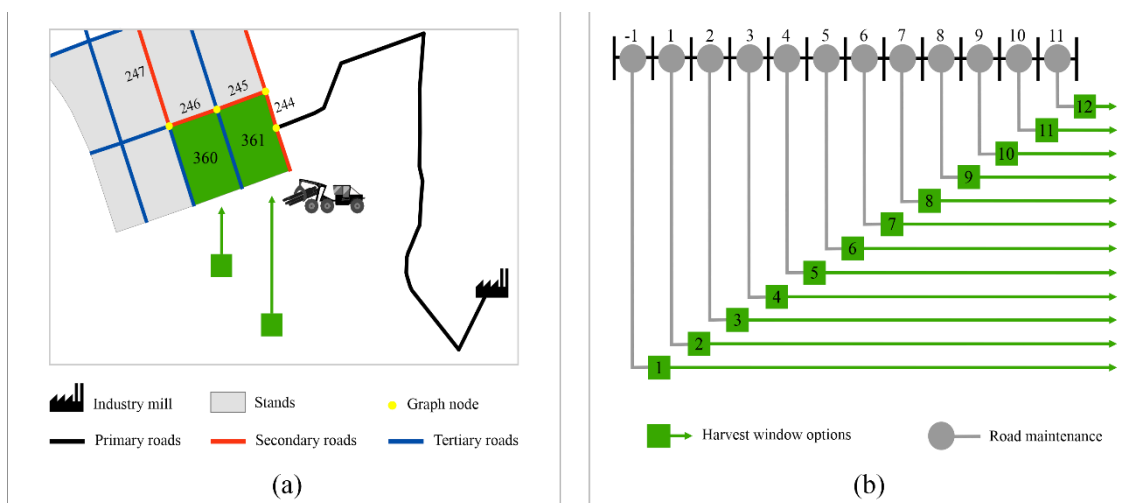 247
246
245
244
360
361
Industry mill
Stands
Graph node
Primary roads
Secondary roads
Tertiary roads
(a)
-1 1 2 3 4 5 6 7 8 9 10 11
12
11
10
9
8
7
6
5
4
3
2
1
Harvest window options
Road maintenance
(b)